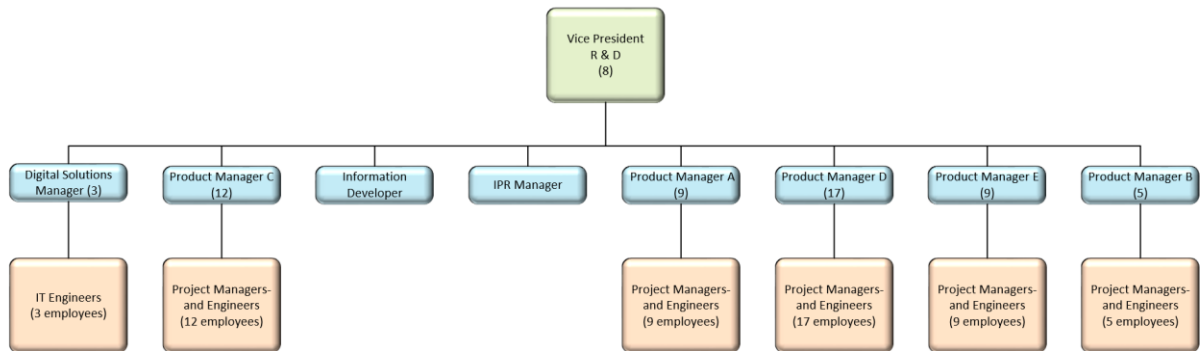 Vice President
R & D
(8)
Digital Solutions
Manager (3)
Product Manager C
(12)
Information
Developer
IPR Manager
Product Manager A
(9)
Product Manager D
(17)
Product Manager E
(9)
Product Manager B
(5)
IT Engineers
(3 employees)
Project Managers-
and Engineers
(12 employees)
Project Managers-
and Engineers
(9 employees)
Project Managers-
and Engineers
(17 employees)
Project Managers-
and Engineers
(9 employees)
Project Managers-
and Engineers
(5 employees)